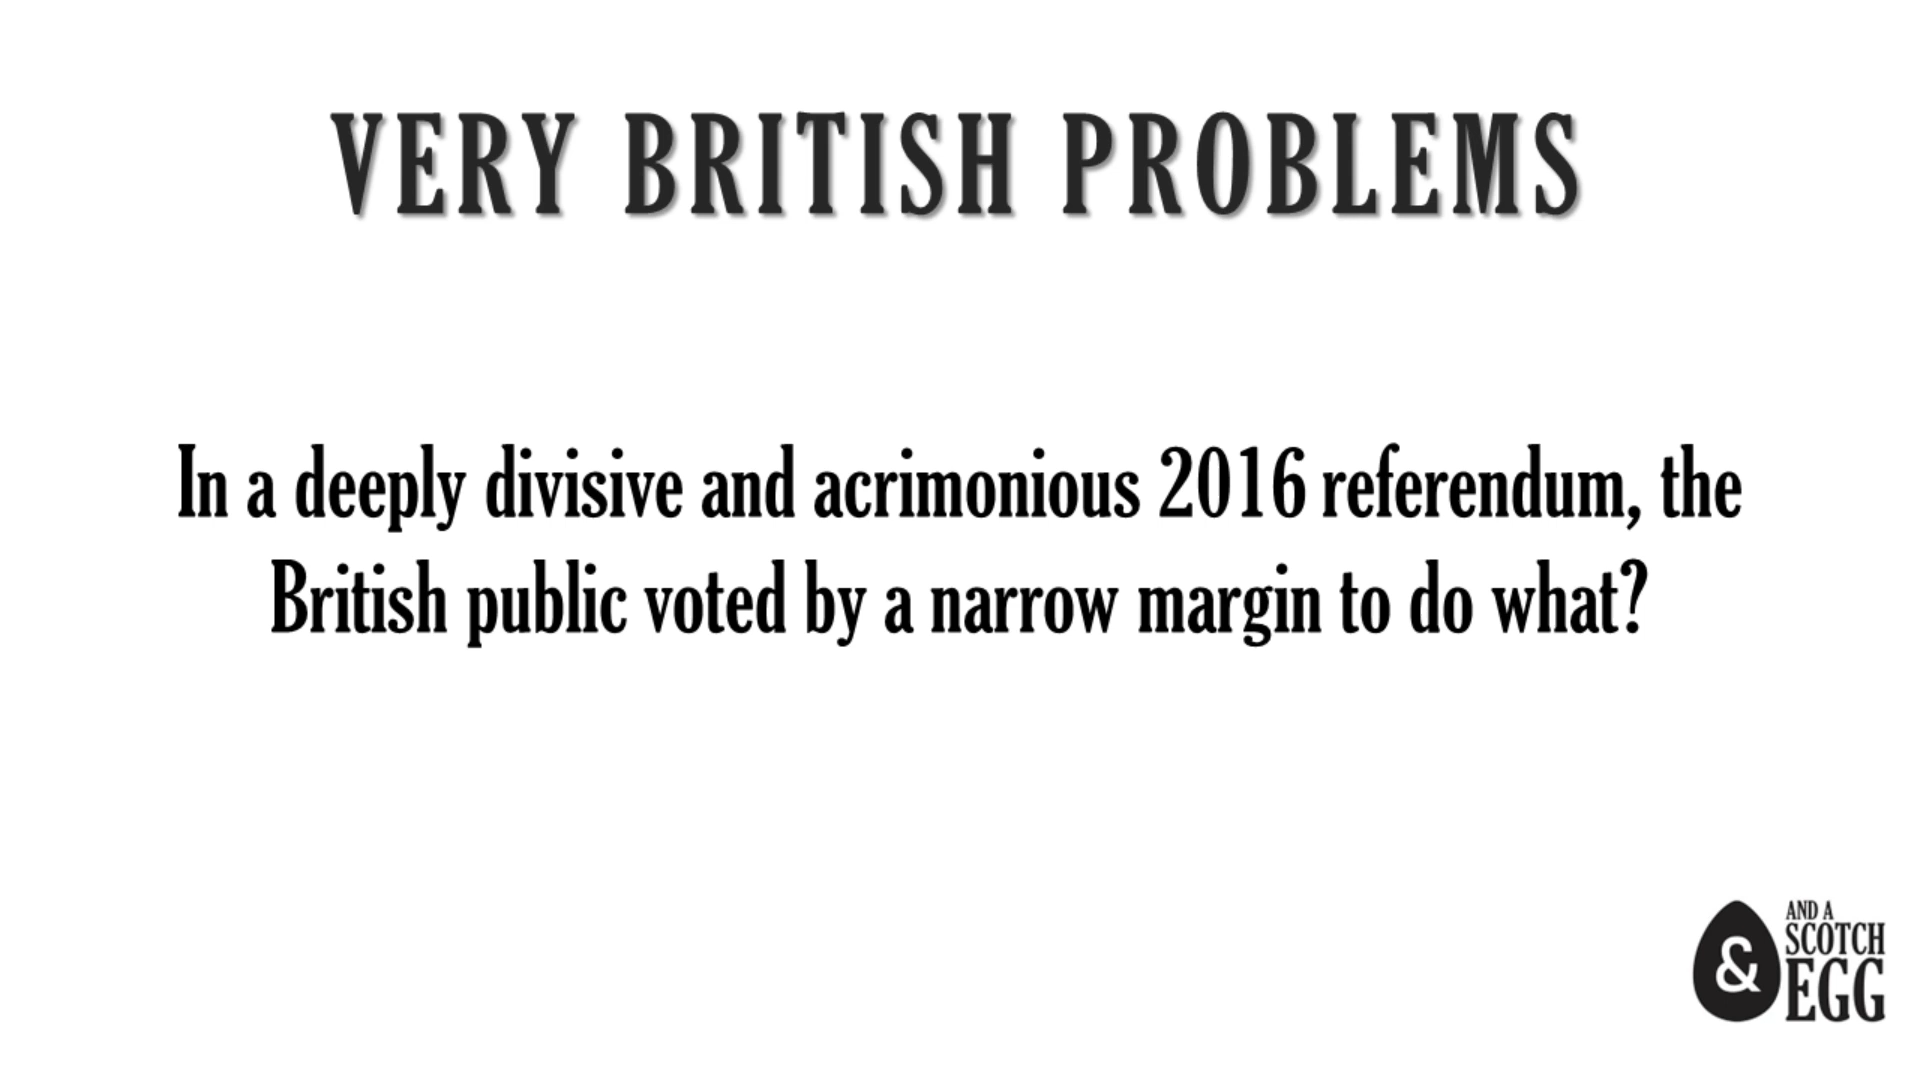 VERY BRITISH PROBLEMS
In a deeply divisive and acrimonious 2016 referendum, the
British public voted by a narrow margin to do what?
&
AND A
SCOTCH
EGG